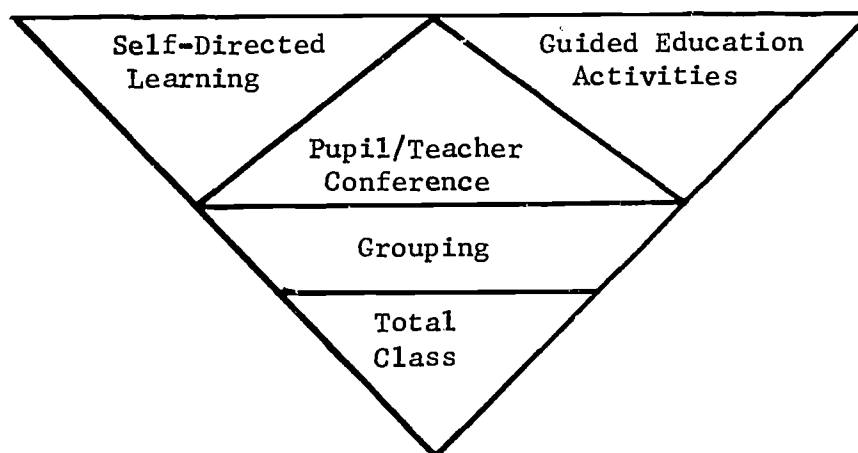 Self-Directed
Learning
Guided Education
Activities
Pupil/Teacher
Conference
Grouping
Total
Class